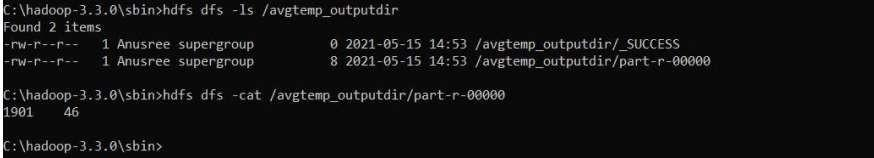 C:\hadoop-3.3.0\sbin>hdfs dfs -ls /avgtemp_outputdir
Found 2 items
-rw-r--r--   1 Anusree supergroup          0 2021-05-15 14:53 /avgtemp_outputdir/_SUCCESS
-rw-r--r--   1 Anusree supergroup          8 2021-05-15 14:53 /avgtemp_outputdir/part-r-00000
C:\hadoop-3.3.0\sbin>hdfs dfs -cat /avgtemp_outputdir/part-r-00000
1901    46
C:\hadoop-3.3.0\sbin>